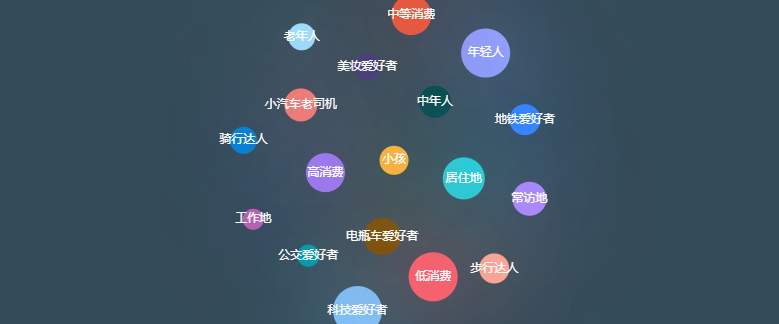 中等消费
老年人
年轻人
美妆爱好者
中年人
小汽车老司机
地铁爱好者
骑行达人
小孩
高消费
居住地
常访地
工作地
电瓶车爱好者
公交爱好者
步行达人
低消费
科技爱好者